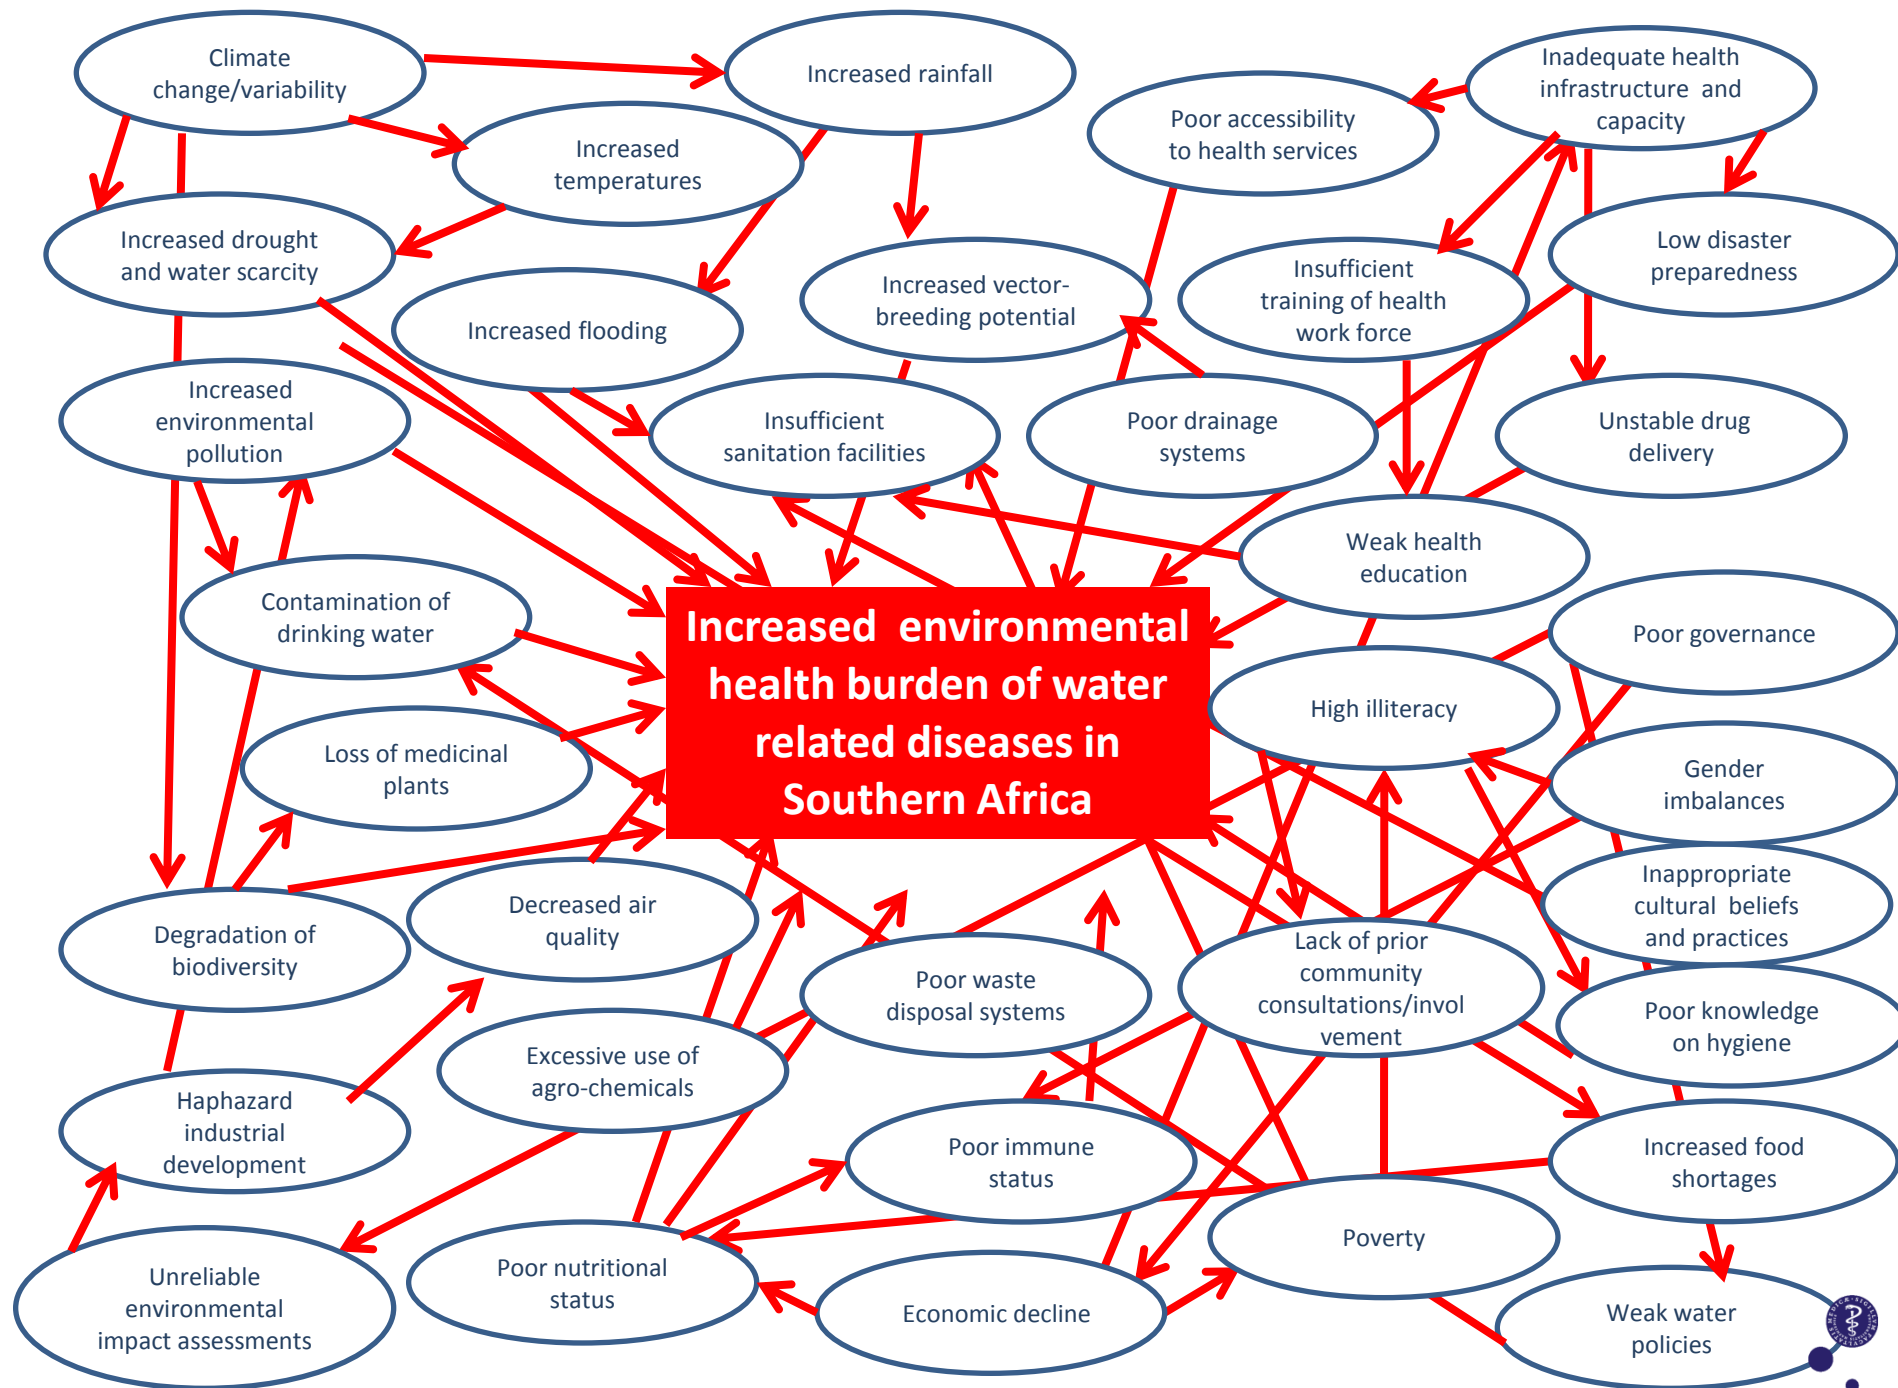 Climate
change/variability
Increased rainfall
Inadequate health
infrastructure  and
capacity
Poor accessibility
to health services
Increased
temperatures
Increased drought
and water scarcity
Increased flooding
Increased vector-
breeding potential
Insufficient
training of health
work force
Low disaster
preparedness
Increased
environmental
pollution
Insufficient
sanitation facilities
Poor drainage
systems
Unstable drug
delivery
Weak health
education
Contamination of
drinking water
Increased  environmental
health burden of water
related diseases in
Southern Africa
Poor governance
High illiteracy
Loss of medicinal
plants
Gender
imbalances
Inappropriate
cultural  beliefs
and practices
Decreased air
quality
Degradation of
biodiversity
Poor waste
disposal systems
Lack of prior
community
consultations/invol
vement
Poor knowledge
on hygiene
Excessive use of
agro-chemicals
Haphazard
industrial
development
Poor immune
status
Increased food
shortages
Poverty
Unreliable
environmental
impact assessments
Poor nutritional
status
Economic decline
Weak water
policies